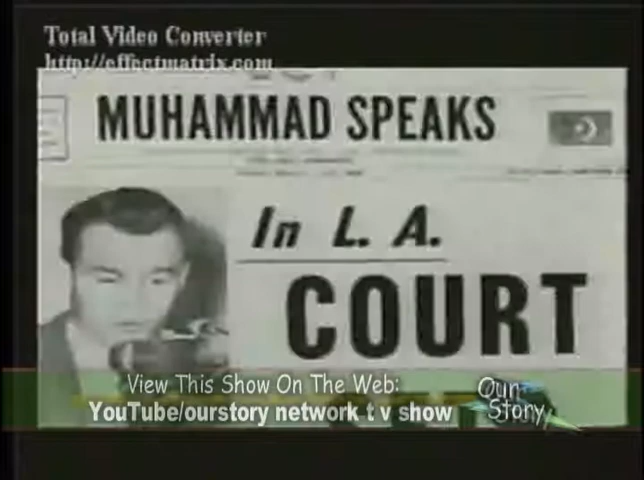 Total Video Converter
http://effectmatrix.com
MUHAMMAD SPEAKS
In L. A.
COURT
View This Show On The Web:
YouTube/ourstory network t v show
Our
Story